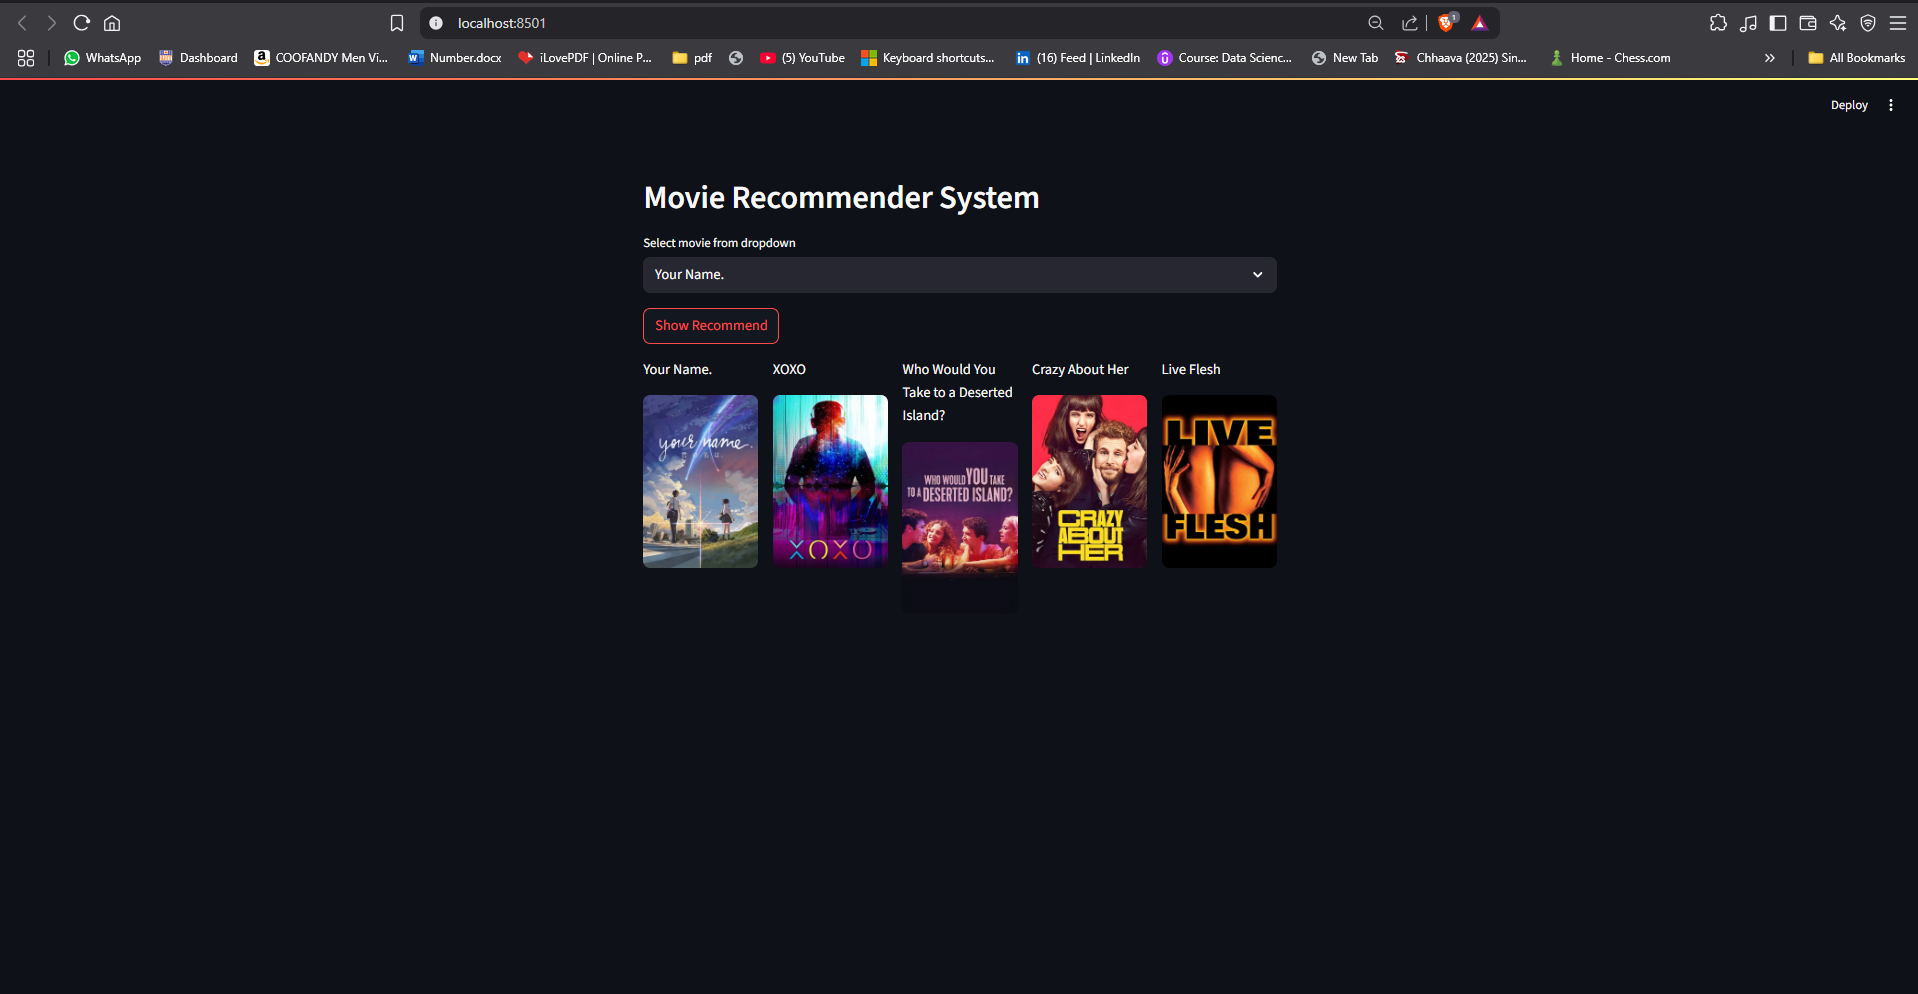 localhost:8501
1
WhatsApp
Dashboard
COOFANDY Men Vi...
Number.docx
iLovePDF | Online P...
pdf
(5) YouTube
Keyboard shortcuts...
(16) Feed | LinkedIn
Course: Data Scienc...
New Tab
Chhaava (2025) Sin...
Home - Chess.com
»
All Bookmarks
Deploy
Movie Recommender System
Select movie from dropdown
Your Name.
Show Recommend
Your Name.
XOXO
Who Would You
Take to a Deserted
Island?
Crazy About Her
Live Flesh
your name.
XOXO
WHO WOULD YOU TAKE
TO A DESERTED ISLAND?
CRAZY
ABOUT
HER
LIVE
FLESH